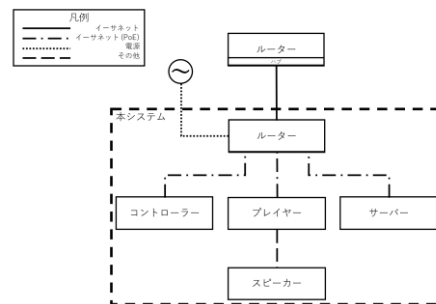 凡例
イーサネット
イーサネット(PoE)
電源
その他
ルーター
ハブ
本システム
ルーター
コントローラー
プレイヤー
サーバー
スピーカー